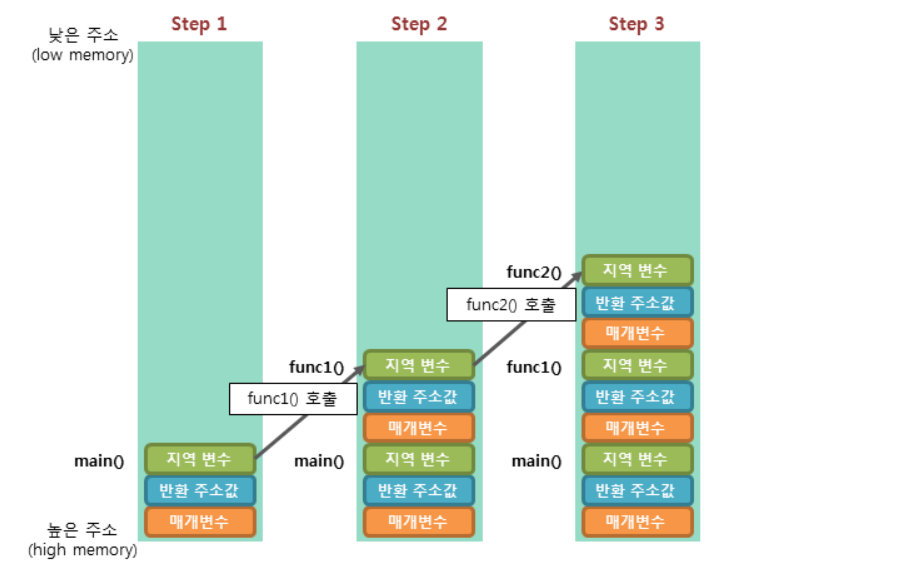 Step 1
Step 2
Step 3
낮은 주소
(low memory)
func2()
지역 변수
func2() 호출
반환 주소값
매개변수
func1()
지역 변수
func1()
지역 변수
func1() 호출
반환 주소값
반환 주소값
매개변수
매개변수
main()
지역 변수
main()
지역 변수
main()
지역 변수
반환 주소값
반환 주소값
반환 주소값
매개변수
매개변수
매개변수
높은 주소
(high memory)